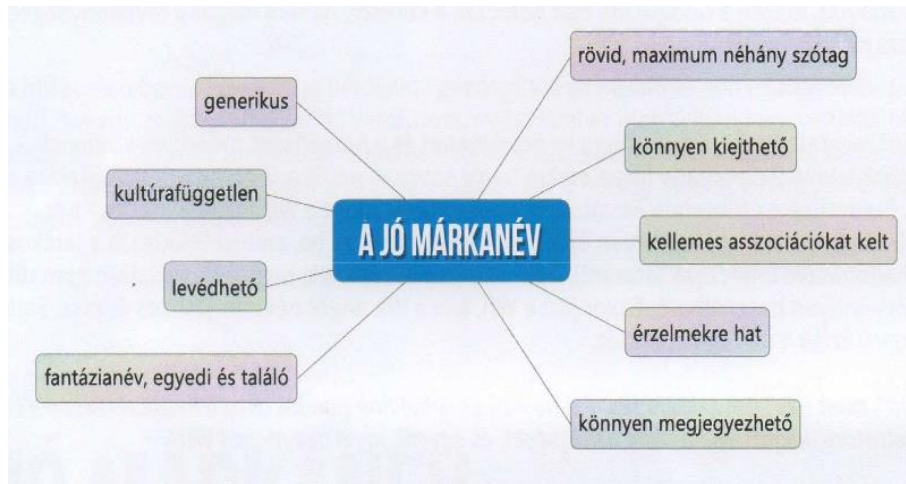 rövid, maximum néhány szótag
generikus
könnyen kiejthető
kultúrafüggetlen
A JÓ MÁRKANÉV
kellemes asszociációkat kelt
levédhető
érzelmekre hat
fantázianév, egyedi és találó
könnyen megjegyezhető